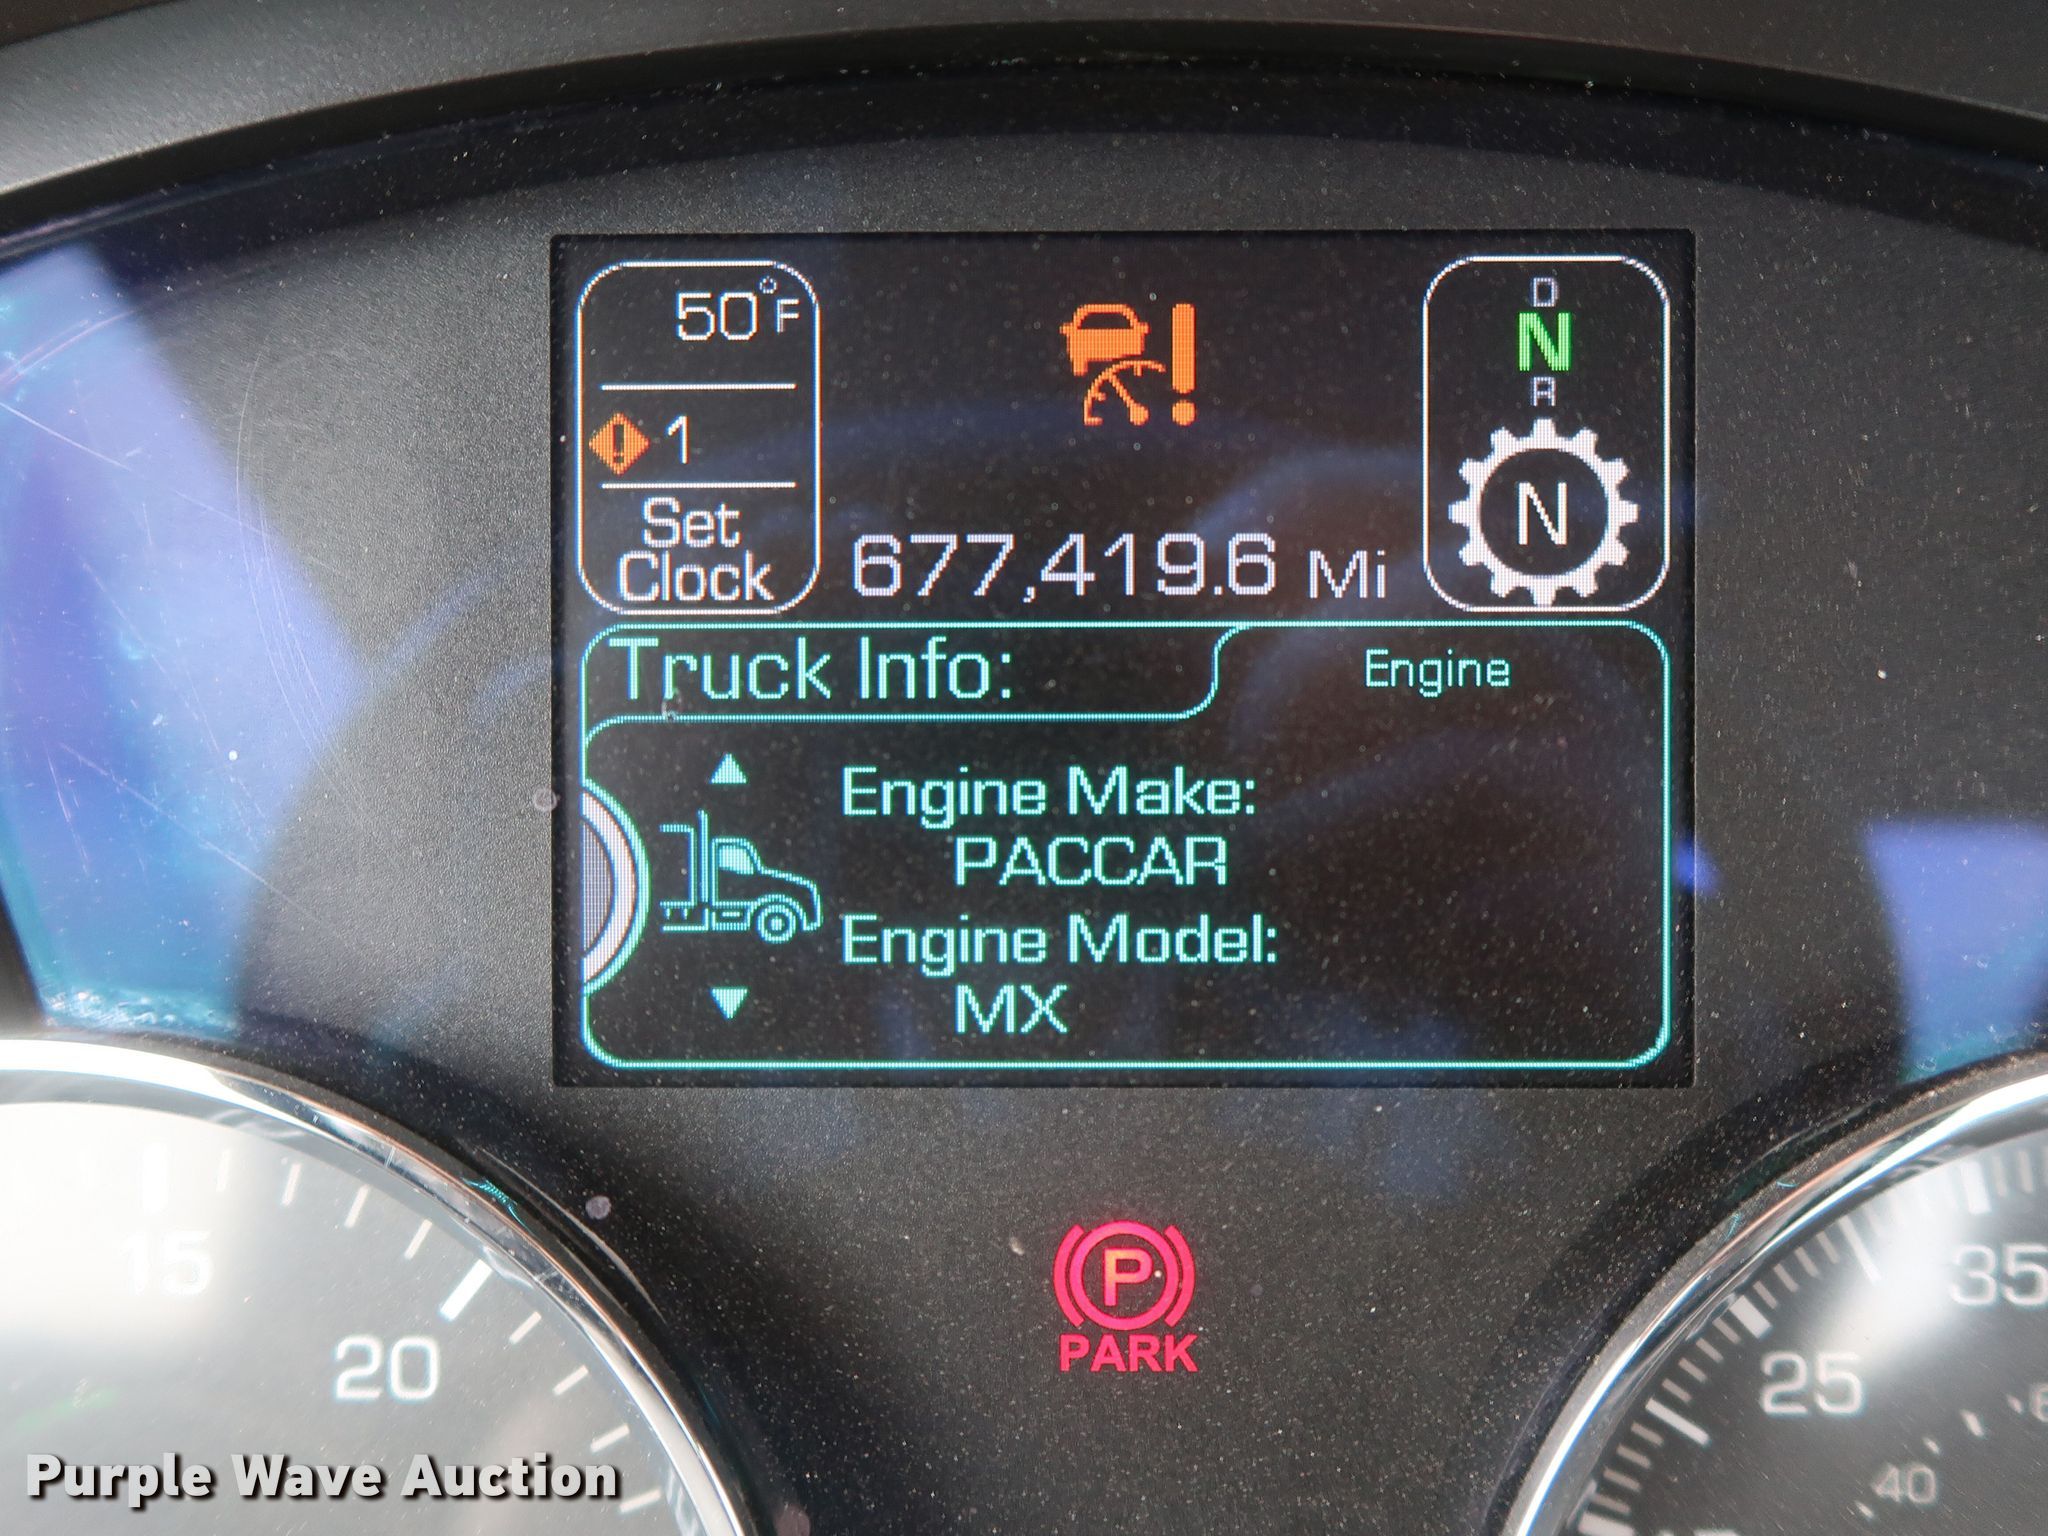 50°F
D
N
R
1
N
Set
Clock
677,419.6 Mi
Truck Info:
Engine
Engine Make:
PACCAR
Engine Model:
MX
P
PARK
15
20
35
25
40
Purple Wave Auction